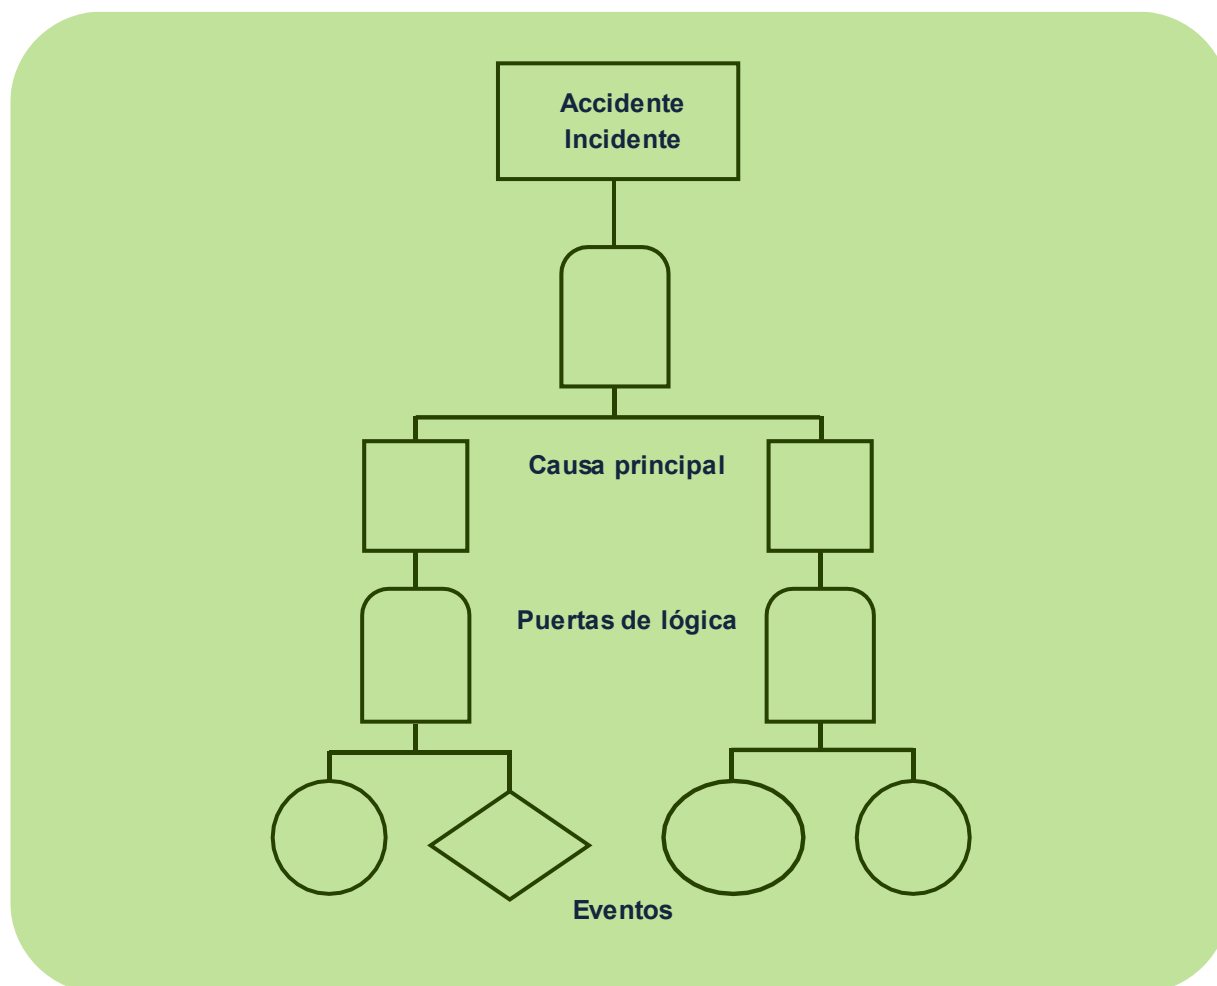 Accidente
Incidente
Causa principal
Puertas de lógica
Eventos